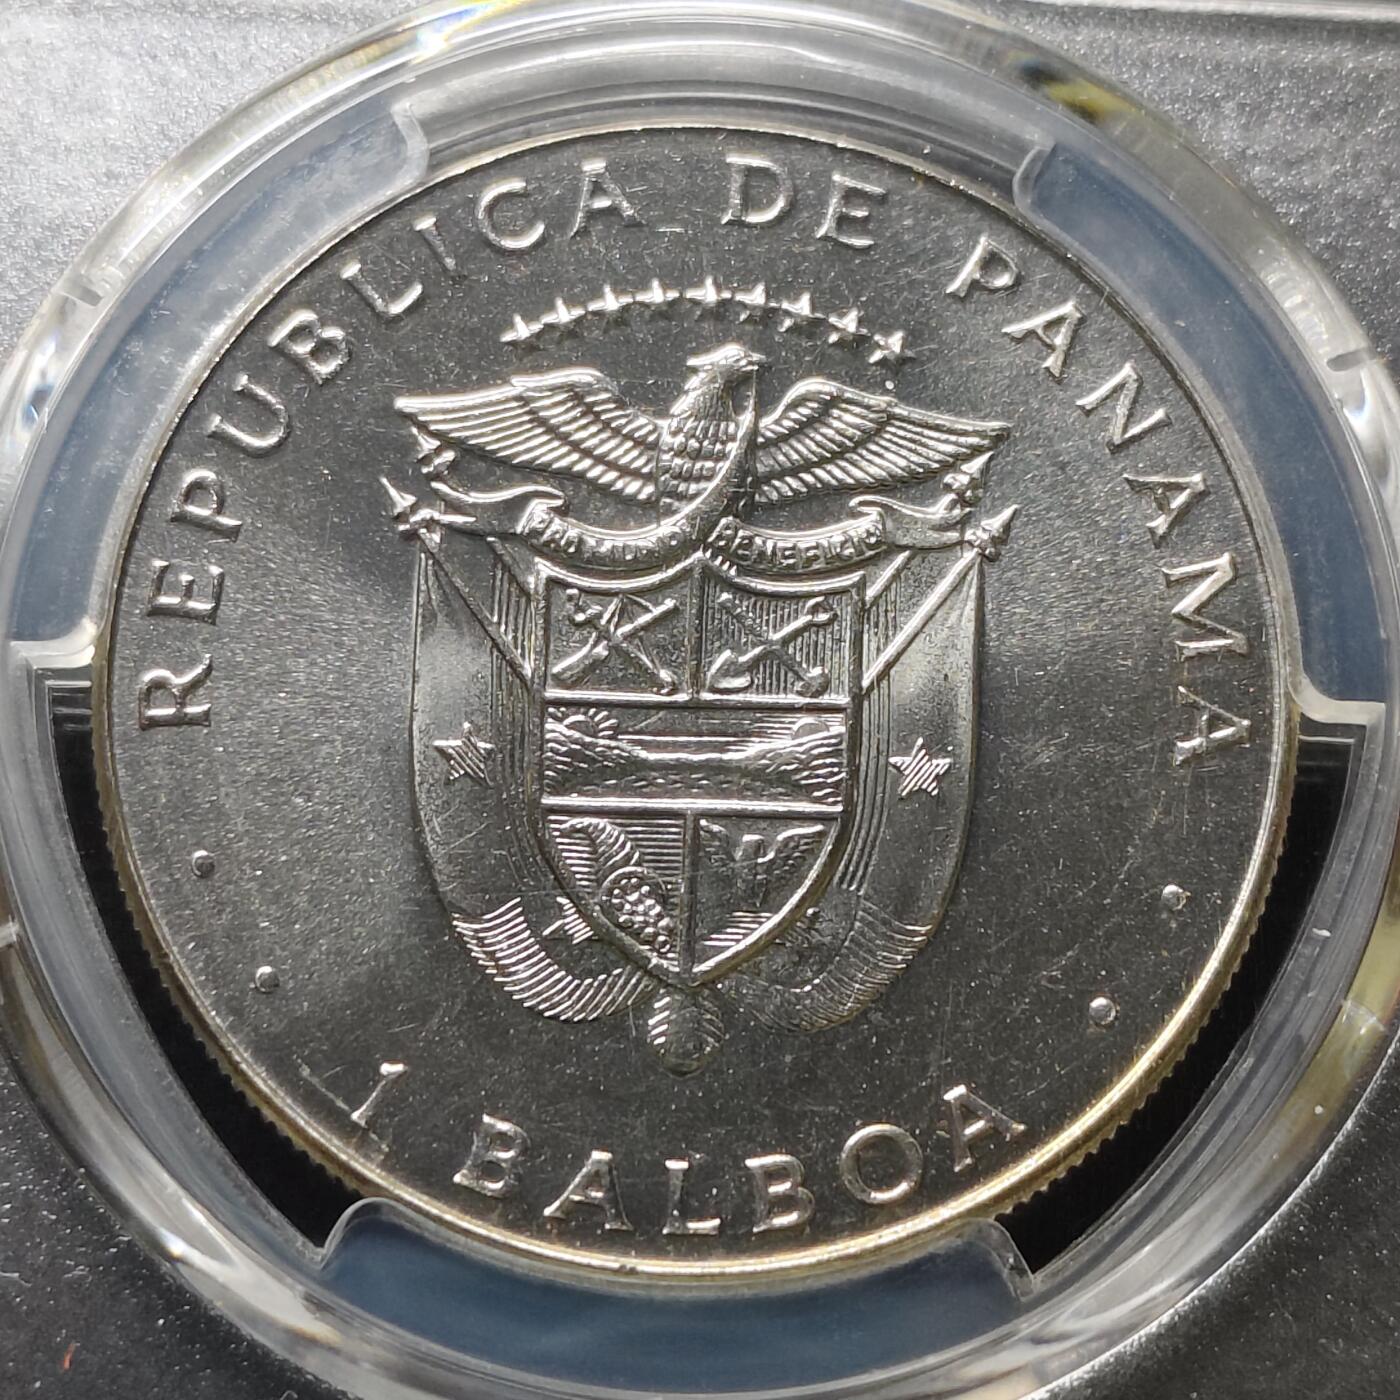 REPUBLICA DE PANAMA
PRO MUNDI BENEFICIO
1 BALBOA